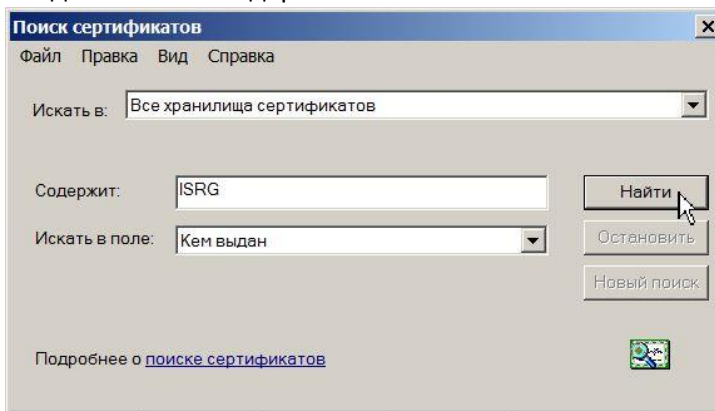 Поиск сертификатов
Файл Правка Вид Справка
Искать в: Все хранилища сертификатов
Содержит: ISRG Найти
Искать в поле: Кем выдан Остановить
Новый поиск
Подробнее о поиске сертификатов